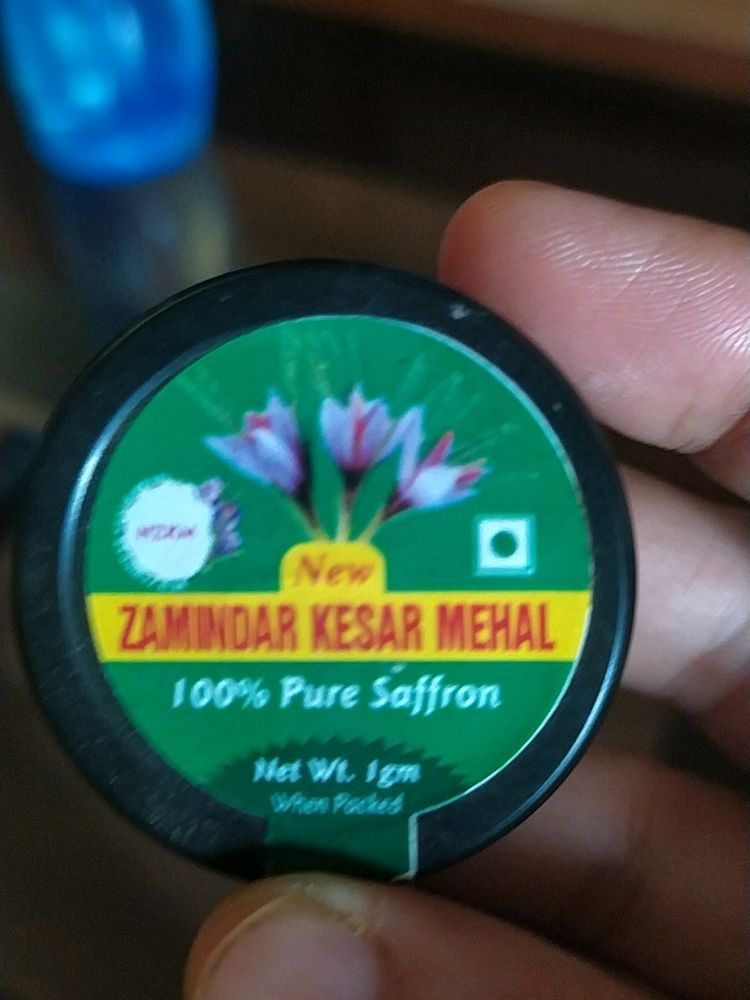 New
ZAMINDAR KESAR MEHAL
100% Pure Saffron
Net Wt. 1gm
When Packed